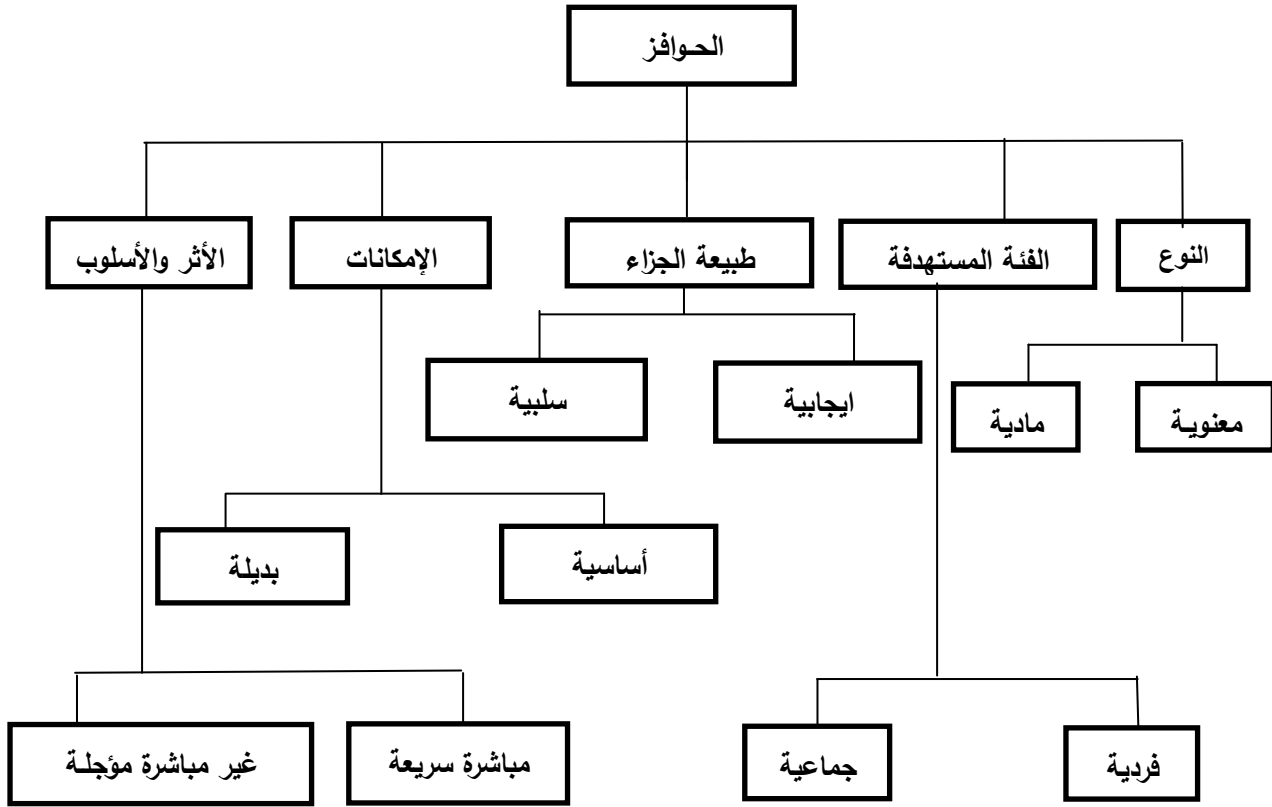 الحوافز
النوع
الفئة المستهدفة
طبيعة الجزاء
الإمكانات
الأثر والأسلوب
معنوية
مادية
ايجابية
سلبية
أساسية
بديلة
فردية
جماعية
مباشرة سريعة
غير مباشرة مؤجلة